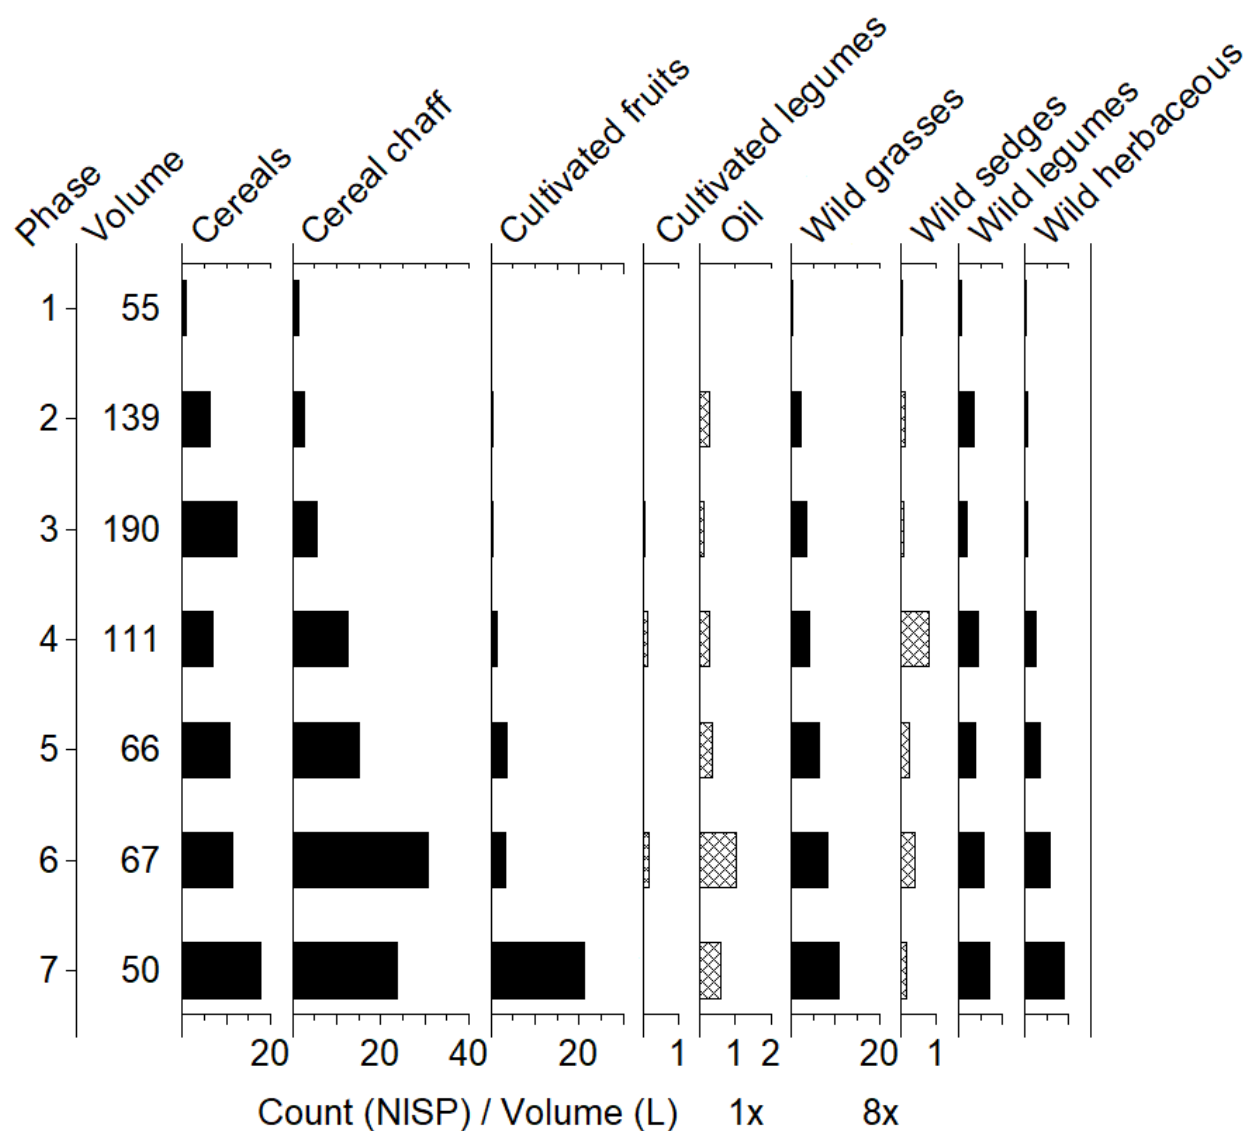 Phase
Volume
Cereals
Cereal chaff
Cultivated fruits
Cultivated legumes
Oil
Wild grasses
Wild sedges
Wild legumes
Wild herbaceous
1 55
2 139
3 190
4 111
5 66
6 67
7 50
20 20 40 20 1 1 2 20 1
Count (NISP) / Volume (L) 1x 8x